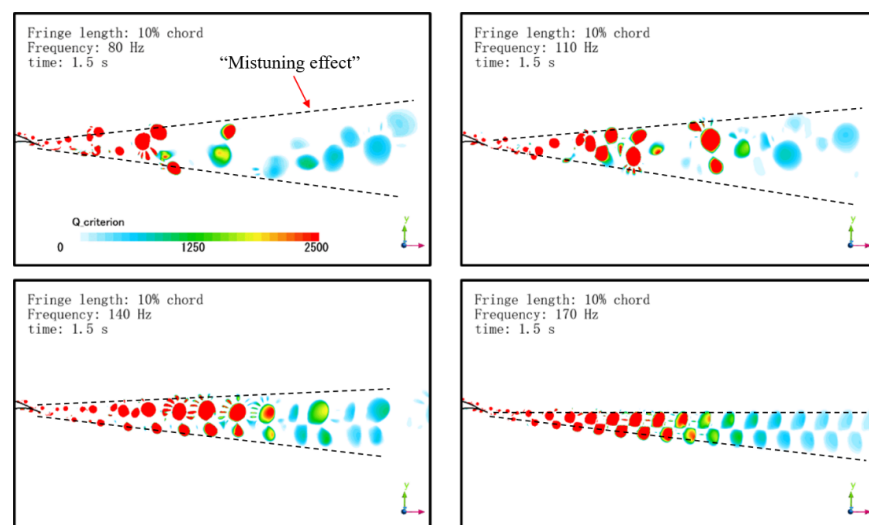 Fringe length: 10% chord
Frequency: 80 Hz
time: 1.5 s
“Mistuning effect”
Q_criterion
0 1250 2500
y
Fringe length: 10% chord
Frequency: 110 Hz
time: 1.5 s
y
Fringe length: 10% chord
Frequency: 140 Hz
time: 1.5 s
y
Fringe length: 10% chord
Frequency: 170 Hz
time: 1.5 s
y